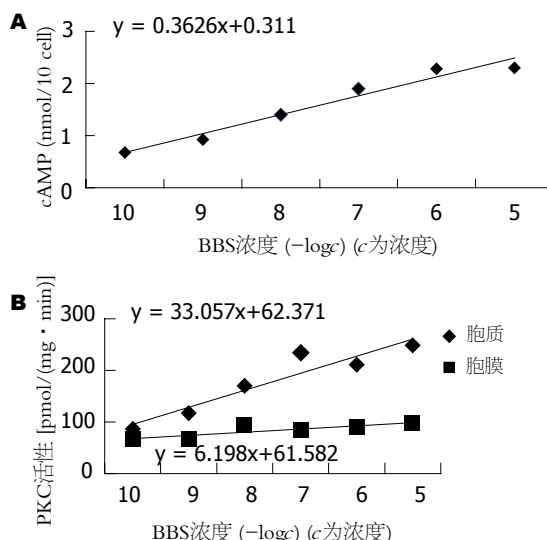 A
y = 0.3626x+0.311
cAMP (nmol/10 cell)
3
2
1
0
10 9 8 7 6 5
BBS浓度 (−logc) (c为浓度)
B
y = 33.057x+62.371
PKC活性 [pmol/(mg·min)]
300
200
100
0
胞质
胞膜
y = 6.198x+61.582
10 9 8 7 6 5
BBS浓度 (−logc) (c为浓度)